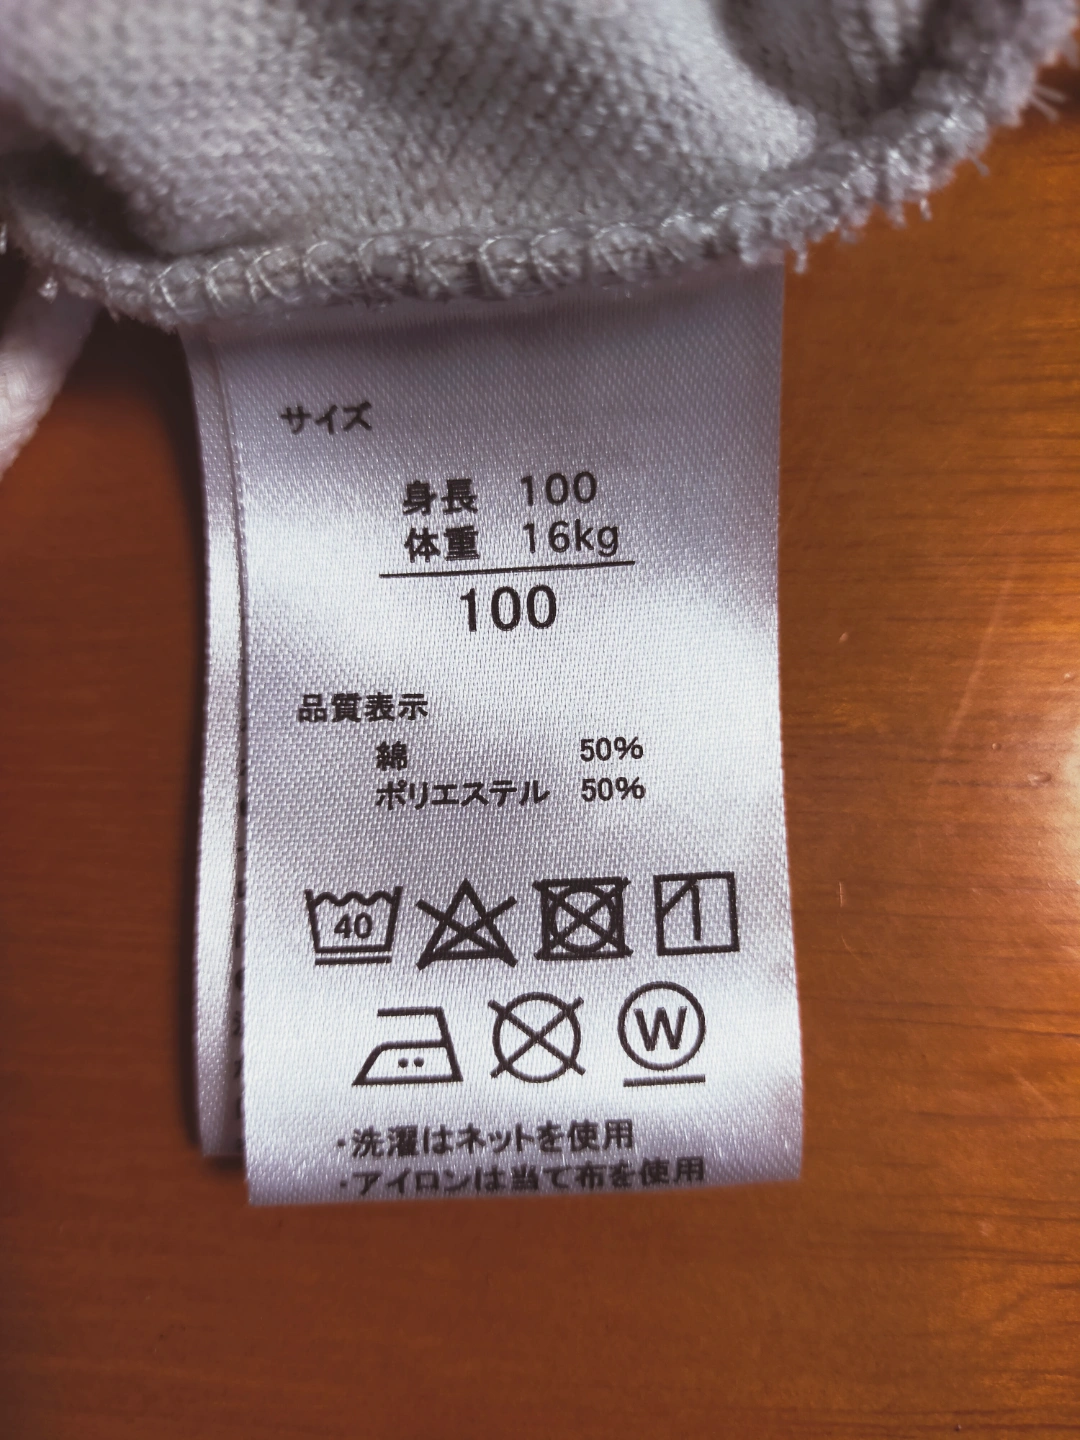 サイズ
身長 100
体重 16kg
100
品質表示
綿 50%
ポリエステル 50%
40
W
・洗濯はネットを使用
・アイロンは当て布を使用